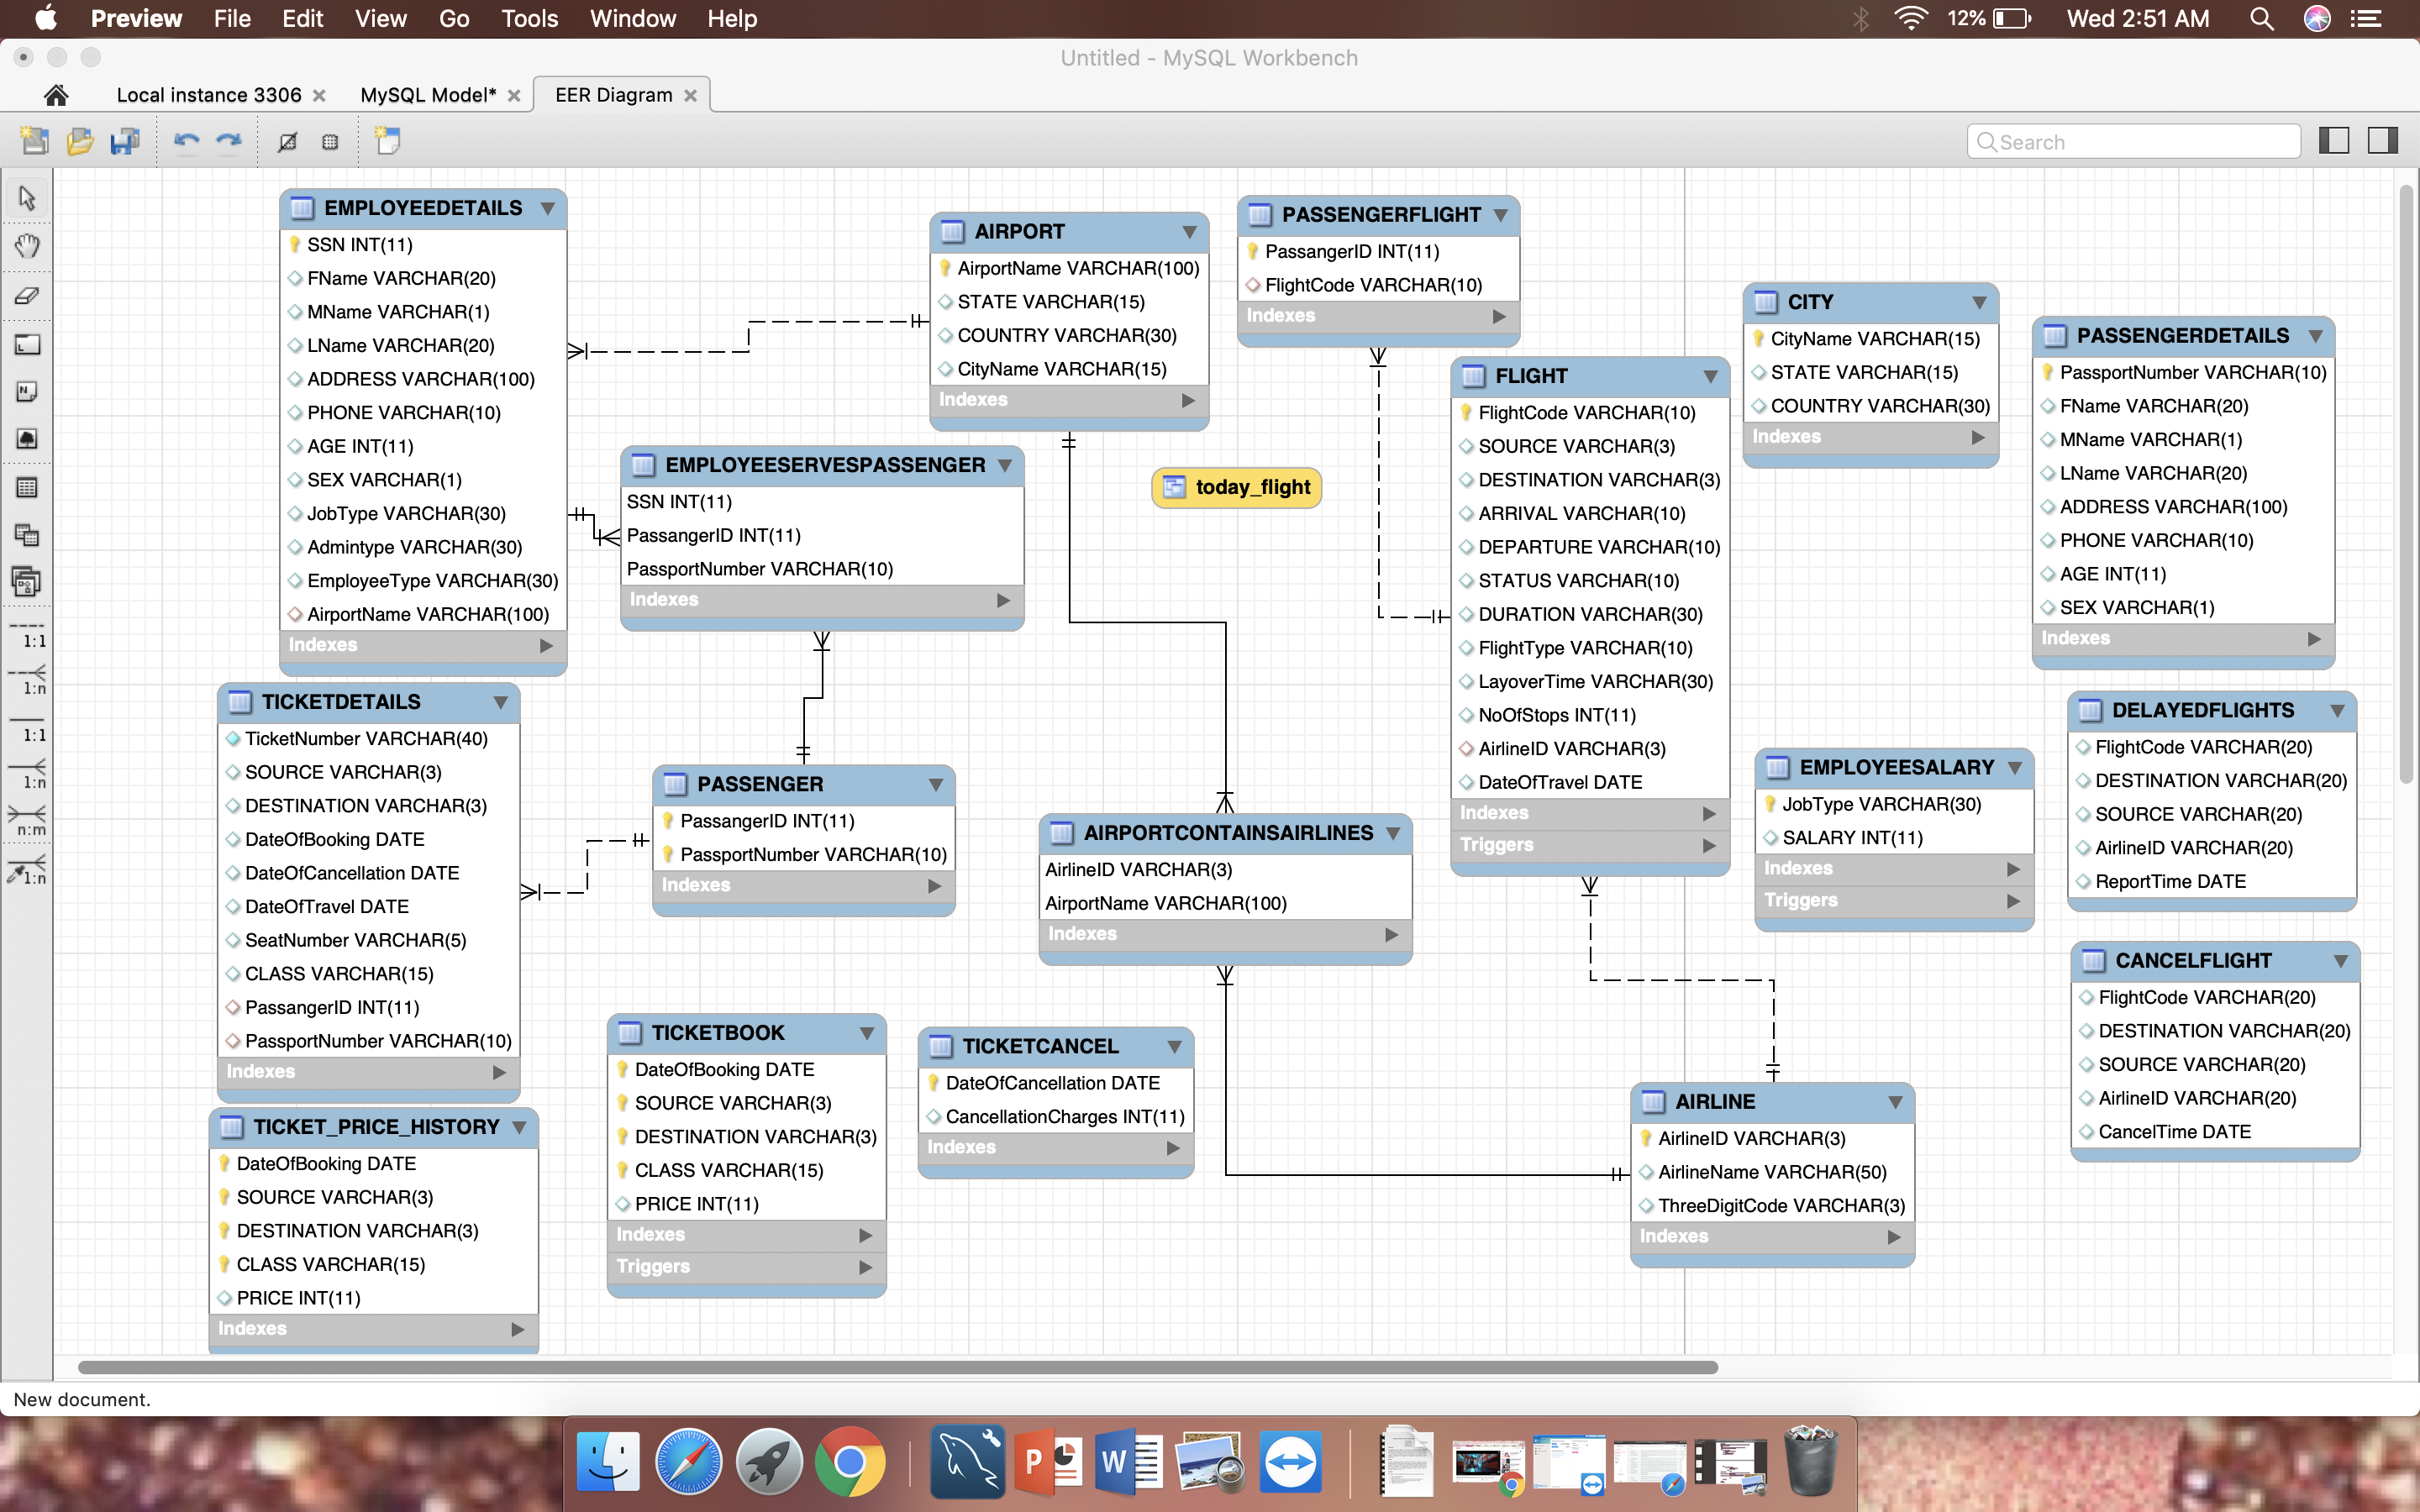 Preview File Edit View Go Tools Window Help 12% Wed 2:51 AM
Untitled - MySQL Workbench
Local instance 3306 MySQL Model* EER Diagram
Search
EMPLOYEEDETAILS
SSN INT(11)
FName VARCHAR(20)
MName VARCHAR(1)
LName VARCHAR(20)
ADDRESS VARCHAR(100)
PHONE VARCHAR(10)
AGE INT(11)
SEX VARCHAR(1)
JobType VARCHAR(30)
Admintype VARCHAR(30)
EmployeeType VARCHAR(30)
AirportName VARCHAR(100)
Indexes
AIRPORT
AirportName VARCHAR(100)
STATE VARCHAR(15)
COUNTRY VARCHAR(30)
CityName VARCHAR(15)
Indexes
PASSENGERFLIGHT
PassangerID INT(11)
FlightCode VARCHAR(10)
Indexes
CITY
CityName VARCHAR(15)
STATE VARCHAR(15)
COUNTRY VARCHAR(30)
Indexes
PASSENGERDETAILS
PassportNumber VARCHAR(10)
FName VARCHAR(20)
MName VARCHAR(1)
LName VARCHAR(20)
ADDRESS VARCHAR(100)
PHONE VARCHAR(10)
AGE INT(11)
SEX VARCHAR(1)
Indexes
FLIGHT
FlightCode VARCHAR(10)
SOURCE VARCHAR(3)
DESTINATION VARCHAR(3)
ARRIVAL VARCHAR(10)
DEPARTURE VARCHAR(10)
STATUS VARCHAR(10)
DURATION VARCHAR(30)
FlightType VARCHAR(10)
LayoverTime VARCHAR(30)
NoOfStops INT(11)
AirlineID VARCHAR(3)
DateOfTravel DATE
Indexes
Triggers
EMPLOYEESERVESPASSENGER
SSN INT(11)
PassangerID INT(11)
PassportNumber VARCHAR(10)
Indexes
today_flight
1:1
1:n
1:1
1:n
n:m
1:n
TICKETDETAILS
TicketNumber VARCHAR(40)
SOURCE VARCHAR(3)
DESTINATION VARCHAR(3)
DateOfBooking DATE
DateOfCancellation DATE
DateOfTravel DATE
SeatNumber VARCHAR(5)
CLASS VARCHAR(15)
PassangerID INT(11)
PassportNumber VARCHAR(10)
Indexes
PASSENGER
PassangerID INT(11)
PassportNumber VARCHAR(10)
Indexes
AIRPORTCONTAINSAIRLINES
AirlineID VARCHAR(3)
AirportName VARCHAR(100)
Indexes
EMPLOYEESALARY
JobType VARCHAR(30)
SALARY INT(11)
Indexes
Triggers
DELAYEDFLIGHTS
FlightCode VARCHAR(20)
DESTINATION VARCHAR(20)
SOURCE VARCHAR(20)
AirlineID VARCHAR(20)
ReportTime DATE
CANCELFLIGHT
FlightCode VARCHAR(20)
DESTINATION VARCHAR(20)
SOURCE VARCHAR(20)
AirlineID VARCHAR(20)
CancelTime DATE
TICKET_PRICE_HISTORY
DateOfBooking DATE
SOURCE VARCHAR(3)
DESTINATION VARCHAR(3)
CLASS VARCHAR(15)
PRICE INT(11)
Indexes
TICKETBOOK
DateOfBooking DATE
SOURCE VARCHAR(3)
DESTINATION VARCHAR(3)
CLASS VARCHAR(15)
PRICE INT(11)
Indexes
Triggers
TICKETCANCEL
DateOfCancellation DATE
CancellationCharges INT(11)
Indexes
AIRLINE
AirlineID VARCHAR(3)
AirlineName VARCHAR(50)
ThreeDigitCode VARCHAR(3)
Indexes
New document.
P W